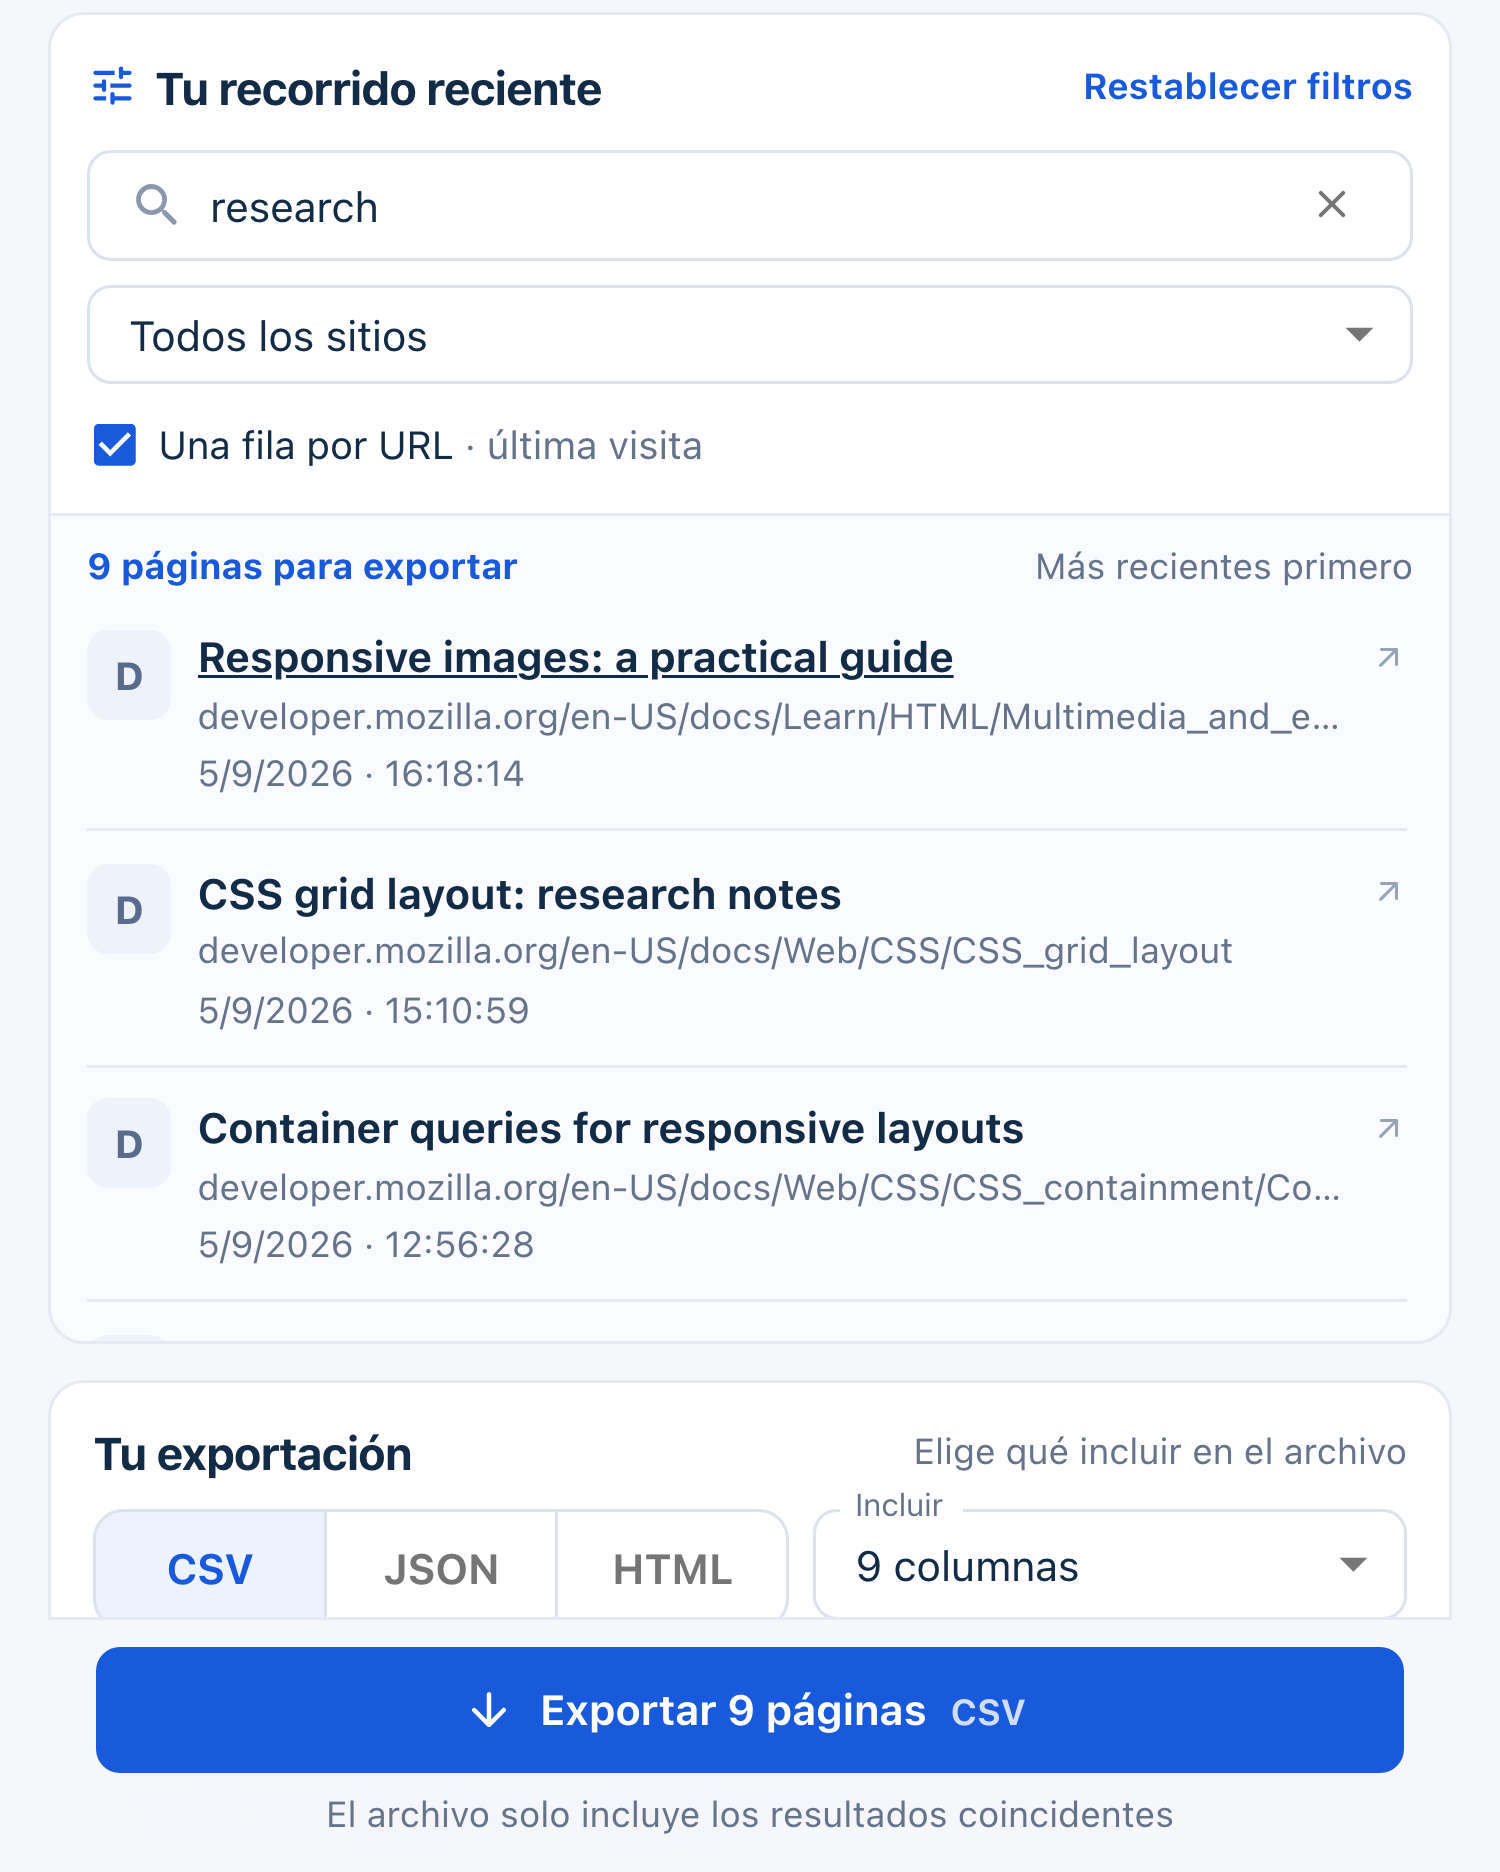 Tu recorrido reciente
Restablecer filtros
research
Todos los sitios
Una fila por URL · última visita
9 páginas para exportar
Más recientes primero
D
Responsive images: a practical guide
developer.mozilla.org/en-US/docs/Learn/HTML/Multimedia_and_e...
5/9/2026 · 16:18:14
D
CSS grid layout: research notes
developer.mozilla.org/en-US/docs/Web/CSS/CSS_grid_layout
5/9/2026 · 15:10:59
D
Container queries for responsive layouts
developer.mozilla.org/en-US/docs/Web/CSS/CSS_containment/Co...
5/9/2026 · 12:56:28
Tu exportación
Elige qué incluir en el archivo
Incluir
CSV
JSON
HTML
9 columnas
Exportar 9 páginas CSV
El archivo solo incluye los resultados coincidentes